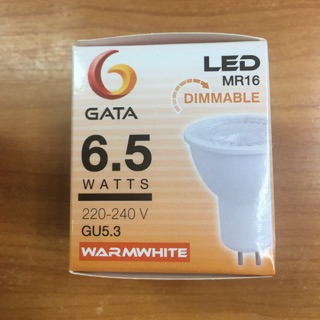 GATA
LED
MR16
DIMMABLE
6.5
WATTS
220-240 V
GU5.3
WARMWHITE